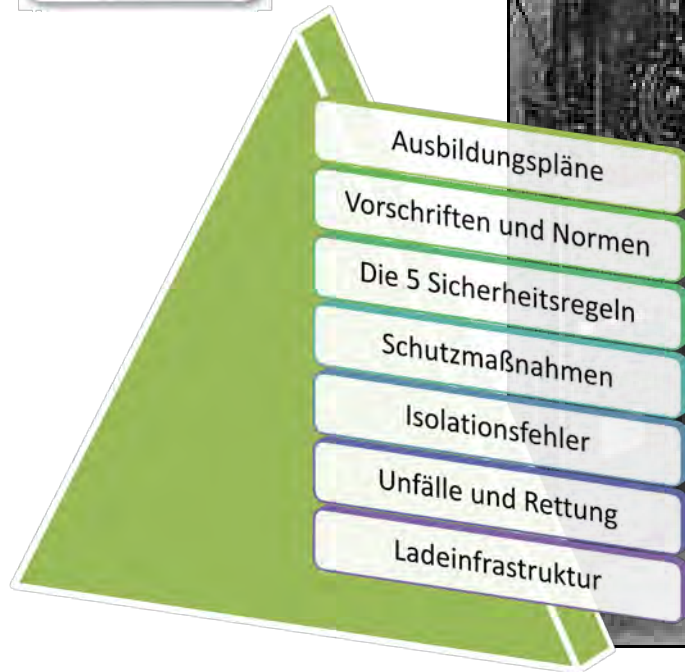 Ausbildungspläne
Vorschriften und Normen
Die 5 Sicherheitsregeln
Schutzmaßnahmen
Isolationsfehler
Unfälle und Rettung
Ladeinfrastruktur